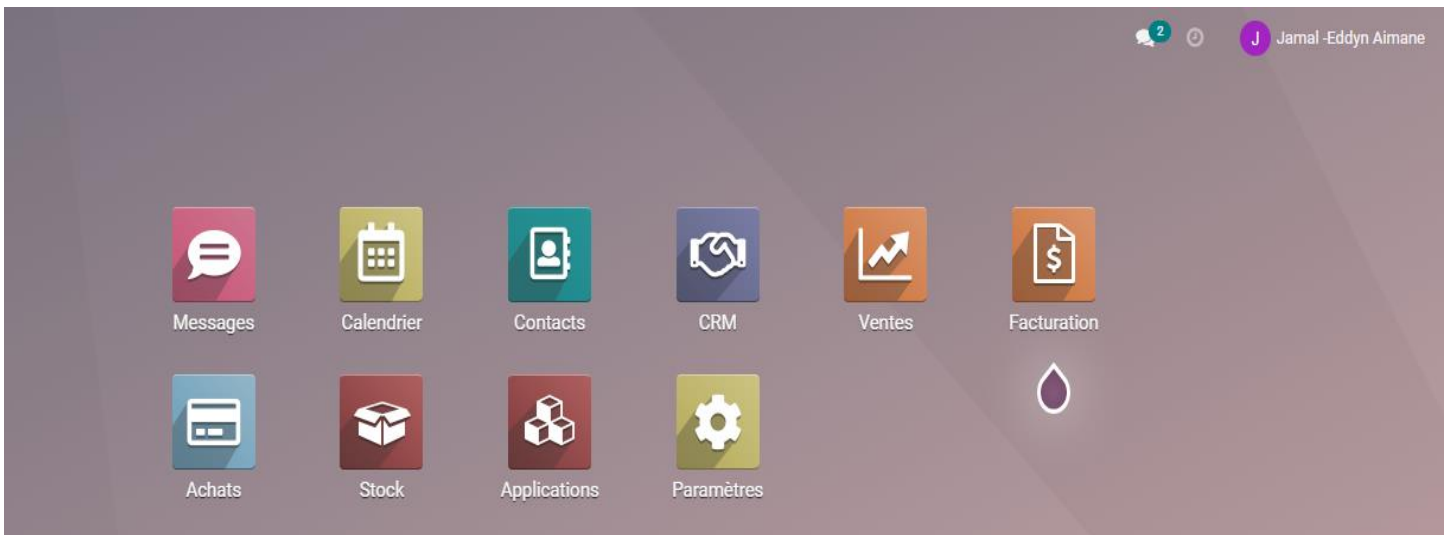 2
J Jamal -Eddyn Aimane
Messages Calendrier Contacts CRM Ventes Facturation
$
Achats Stock Applications Paramètres